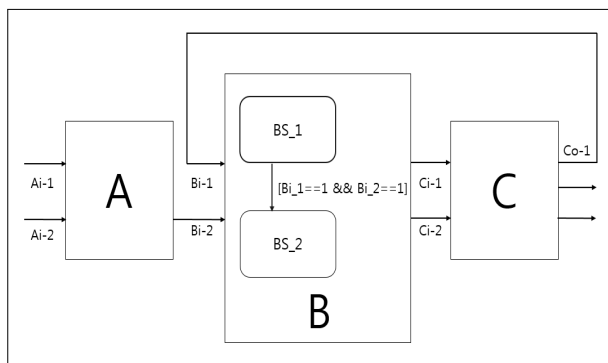 Co-1
BS_1
Ai-1
A
Bi-1
[Bi_1==1 && Bi_2==1]
Ci-1
C
Ai-2
Bi-2
BS_2
Ci-2
B